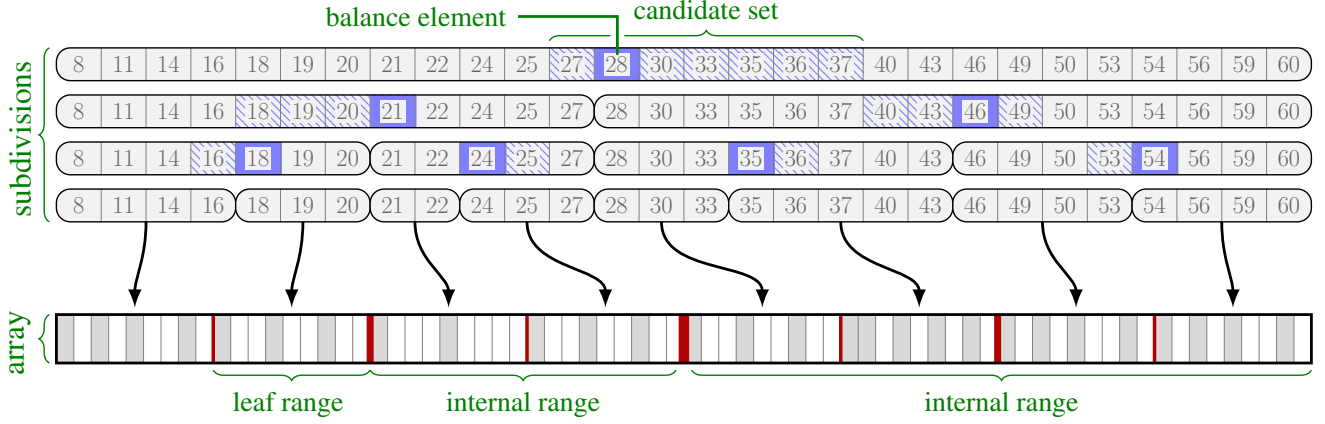 balance element
candidate set
subdivisions
8 11 14 16 18 19 20 21 22 24 25 27 28 30 33 35 36 37 40 43 46 49 50 53 54 56 59 60
8 11 14 16 18 19 20 21 22 24 25 27 28 30 33 35 36 37 40 43 46 49 50 53 54 56 59 60
8 11 14 16 18 19 20 21 22 24 25 27 28 30 33 35 36 37 40 43 46 49 50 53 54 56 59 60
8 11 14 16 18 19 20 21 22 24 25 27 28 30 33 35 36 37 40 43 46 49 50 53 54 56 59 60
array
leaf range
internal range
internal range